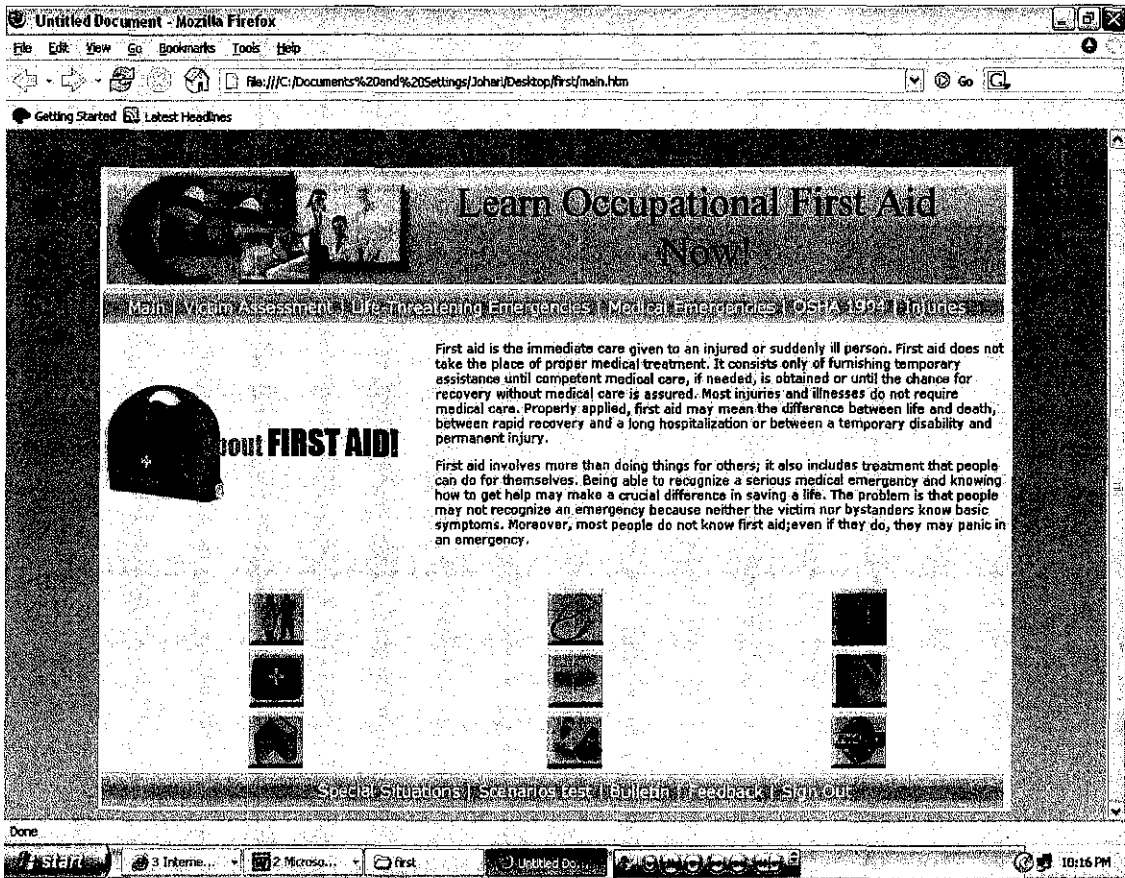 Untitled Document - Mozilla Firefox
File Edit View Go Bookmarks Tools Help
file:///C:/Documents%20and%20Settings/Johari/Desktop/first/main.htm
Go
Getting Started Latest Headlines
Learn Occupational First Aid
Now!
Main | Victim Assessment | Life-Threatening Emergencies | Medical Emergencies | OSHA 1994 | Injuries
First aid is the immediate care given to an injured or suddenly ill person. First aid does not
take the place of proper medical treatment. It consists only of furnishing temporary
assistance until competent medical care, if needed, is obtained or until the chance for
recovery without medical care is assured. Most injuries and illnesses do not require
medical care. Properly applied, first aid may mean the difference between life and death,
between rapid recovery and a long hospitalization or between a temporary disability and
permanent injury.
bout FIRST AID!
First aid involves more than doing things for others; it also includes treatment that people
can do for themselves. Being able to recognize a serious medical emergency and knowing
how to get help may make a crucial difference in saving a life. The problem is that people
may not recognize an emergency because neither the victim nor bystanders know basic
symptoms. Moreover, most people do not know first aid;even if they do, they may panic in
an emergency.
Special Situations | Scenarios test | Bulletin | Feedback | Sign Out
Done
start
3 Interne...
2 Microso...
first
Untitled Do...
10:16 PM